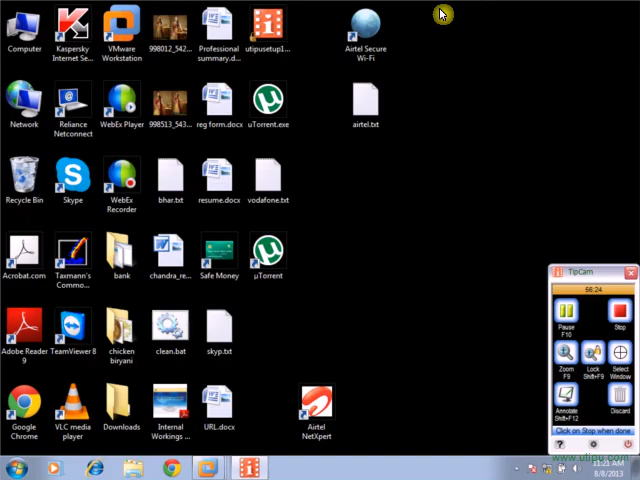 Computer
Kaspersky
Internet Se...
VMware
Workstation
998012_542...
Professional
summary.d...
utipusetup1...
Airtel Secure
Wi-Fi
Network
Reliance
Netconnect
WebEx Player
998513_543...
reg form.docx
uTorrent.exe
airtel.txt
Recycle Bin
Skype
WebEx
Recorder
bhar.txt
resume.docx
vodafone.txt
Acrobat.com
Taxmann's
Commo...
bank
chandra_re...
Safe Money
µTorrent
Adobe Reader
9
TeamViewer 8
chicken
biryani
clean.bat
skyp.txt
Google
Chrome
VLC media
player
Downloads
Internal
Workings ...
URL.docx
Airtel
NetXpert
TipCam
56:24
Pause
F10
Stop
Zoom
F9
Lock
Shift+F9
Select
Window
Annotate
Shift+F12
Discard
Click on Stop when done
www.utipu.com
11:21 AM
8/8/2013